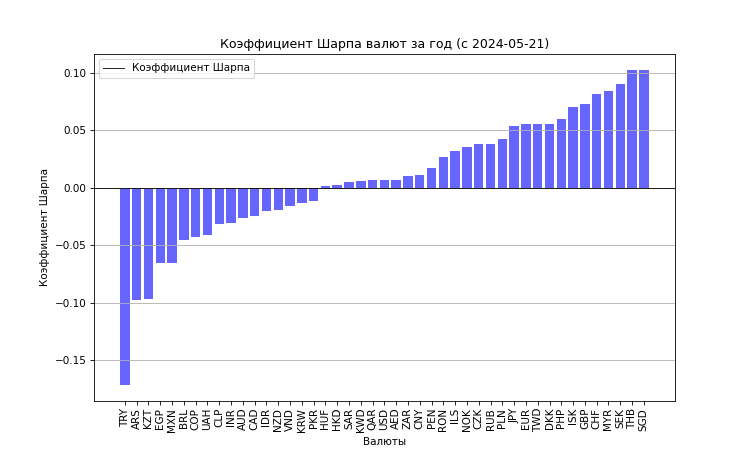 Коэффициент Шарпа валют за год (с 2024-05-21)
Коэффициент Шарпа
Коэффициент Шарпа
0.10
0.05
0.00
−0.05
−0.10
−0.15
TRY
ARS
KZT
EGP
MXN
BRL
COP
UAH
CLP
INR
AUD
CAD
IDR
NZD
VND
KRW
PKR
HUF
HKD
SAR
KWD
QAR
USD
AED
ZAR
CNY
PEN
RON
ILS
NOK
CZK
RUB
PLN
JPY
EUR
TWD
DKK
PHP
ISK
GBP
CHF
MYR
SEK
THB
SGD
Валюты